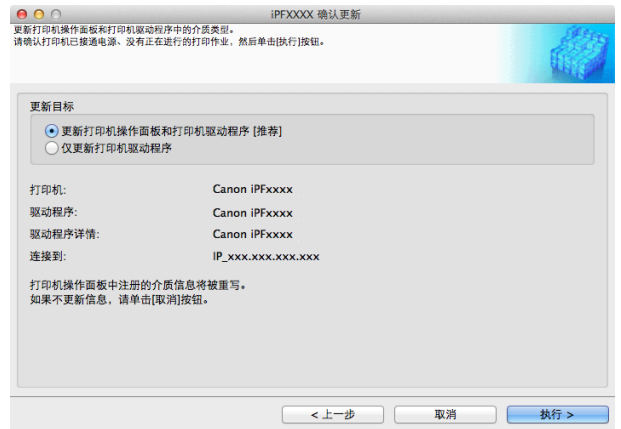 iPFXXXX 确认更新
更新打印机操作面板和打印机驱动程序中的介质类型。
请确认打印机已接通电源、没有正在进行的打印作业，然后单击[执行]按钮。
更新目标
更新打印机操作面板和打印机驱动程序 [推荐]
仅更新打印机驱动程序
打印机: Canon iPFxxxx
驱动程序: Canon iPFxxxx
驱动程序详情: Canon iPFxxxx
连接到: IP_xxx.xxx.xxx.xxx
打印机操作面板中注册的介质信息将被重写。
如果不更新信息，请单击[取消]按钮。
< 上一步 取消 执行 >